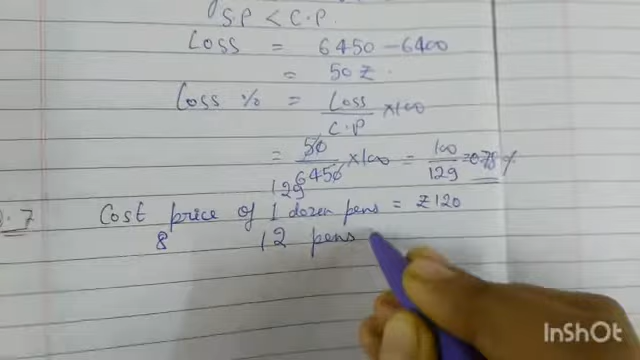 S.P < C.P.
Loss = 6450 - 6400
= 50 ₹.
Loss % = Loss/C.P × 100
= 50/6450 × 100 = 100/129 = 0.78 %
129
Q.7 Cost price of 1 dozen pens = ₹120
8 12 pens
InShOt